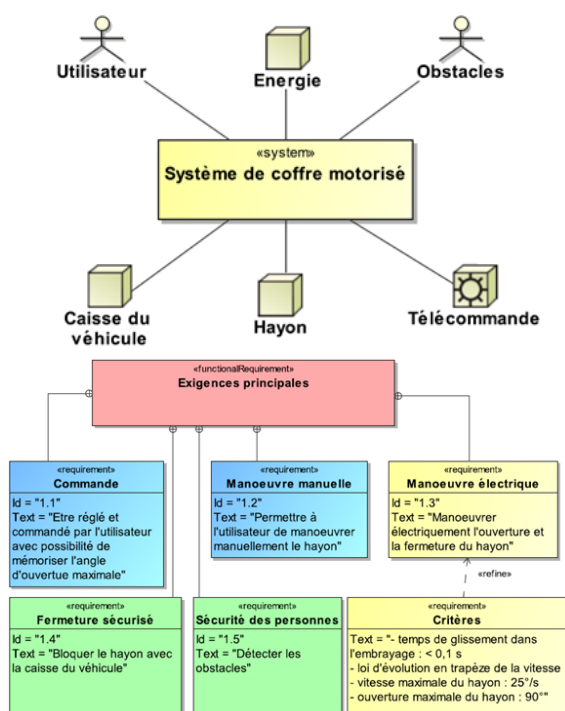 Utilisateur
Energie
Obstacles
«system»
Système de coffre motorisé
Caisse du
véhicule
Hayon
Télécommande
«functionalRequirement»
Exigences principales
«requirement»
Commande
Id = "1.1"
Text = "Etre réglé et
commandé par l'utilisateur
avec possibilité de
mémoriser l'angle
d'ouvertue maximale"
«requirement»
Manoeuvre manuelle
Id = "1.2"
Text = "Permettre à
l'utilisateur de manoeuvrer
manuellement le hayon"
«requirement»
Manoeuvre électrique
Id = "1.3"
Text = "Manoeuvrer
électriquement l'ouverture et
la fermeture du hayon"
«refine»
«requirement»
Fermeture sécurisé
Id = "1.4"
Text = "Bloquer le hayon avec
la caisse du véhicule"
«requirement»
Sécurité des personnes
Id = "1.5"
Text = "Détecter les
obstacles"
«requirement»
Critères
Text = "- temps de glissement dans
l'embrayage : < 0,1 s
- loi d'évolution en trapèze de la vitesse
- vitesse maximale du hayon : 25°/s
- ouverture maximale du hayon : 90°"